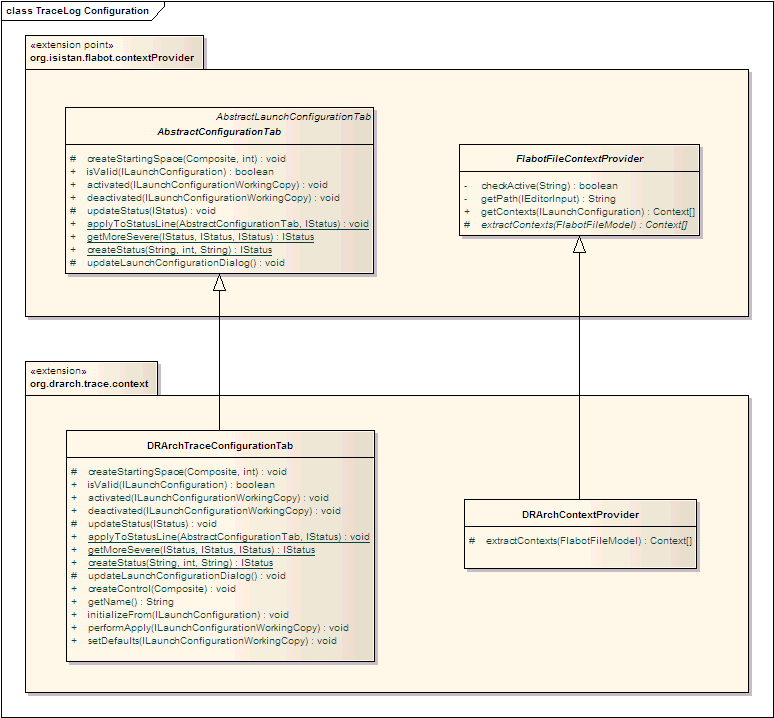 class TraceLog Configuration
«extension point»
org.isistan.flabot.contextProvider
AbstractLaunchConfigurationTab
AbstractConfigurationTab
# createStartingSpace(Composite, int) : void
+ isValid(ILaunchConfiguration) : boolean
+ activated(ILaunchConfigurationWorkingCopy) : void
+ deactivated(ILaunchConfigurationWorkingCopy) : void
# updateStatus(IStatus) : void
+ applyToStatusLine(AbstractConfigurationTab, IStatus) : void
+ getMoreSevere(IStatus, IStatus, IStatus) : IStatus
+ createStatus(String, int, String) : IStatus
# updateLaunchConfigurationDialog() : void
FlabotFileContextProvider
- checkActive(String) : boolean
- getPath(IEditorInput) : String
+ getContexts(ILaunchConfiguration) : Context[]
# extractContexts(FlabotFileModel) : Context[]
«extension»
org.drarch.trace.context
DRArchTraceConfigurationTab
# createStartingSpace(Composite, int) : void
+ isValid(ILaunchConfiguration) : boolean
+ activated(ILaunchConfigurationWorkingCopy) : void
+ deactivated(ILaunchConfigurationWorkingCopy) : void
# updateStatus(IStatus) : void
+ applyToStatusLine(AbstractConfigurationTab, IStatus) : void
+ getMoreSevere(IStatus, IStatus, IStatus) : IStatus
+ createStatus(String, int, String) : IStatus
# updateLaunchConfigurationDialog() : void
+ createControl(Composite) : void
+ getName() : String
+ initializeFrom(ILaunchConfiguration) : void
+ performApply(ILaunchConfigurationWorkingCopy) : void
+ setDefaults(ILaunchConfigurationWorkingCopy) : void
DRArchContextProvider
# extractContexts(FlabotFileModel) : Context[]